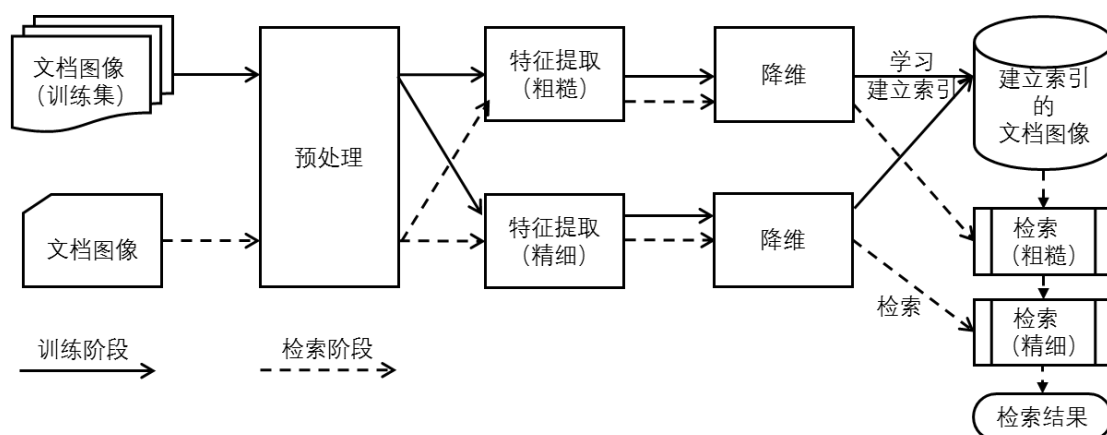 文档图像
（训练集）
预处理
特征提取
（粗糙）
降维
学习
建立索引
建立索引
的
文档图像
文档图像
特征提取
（精细）
降维
检索
检索
（粗糙）
检索
（精细）
检索结果
训练阶段
检索阶段